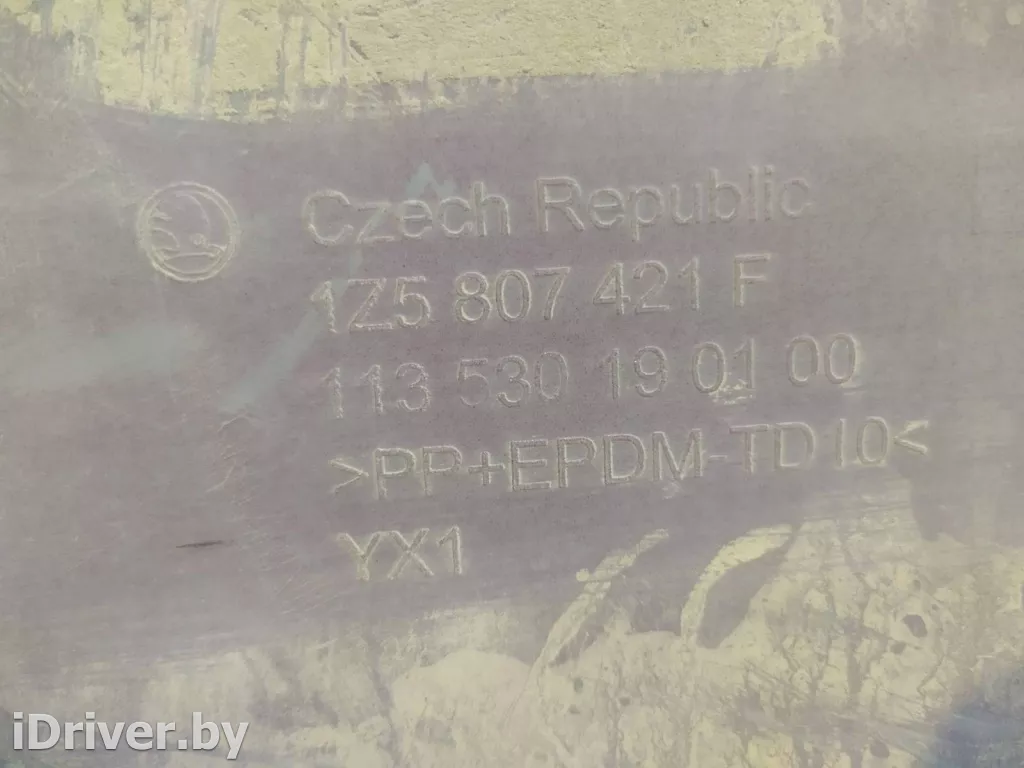 Czech Republic
1Z5 807 421 F
113 530 19 01 00
>PP+EPDM-TD10<
YX1
iDriver.by